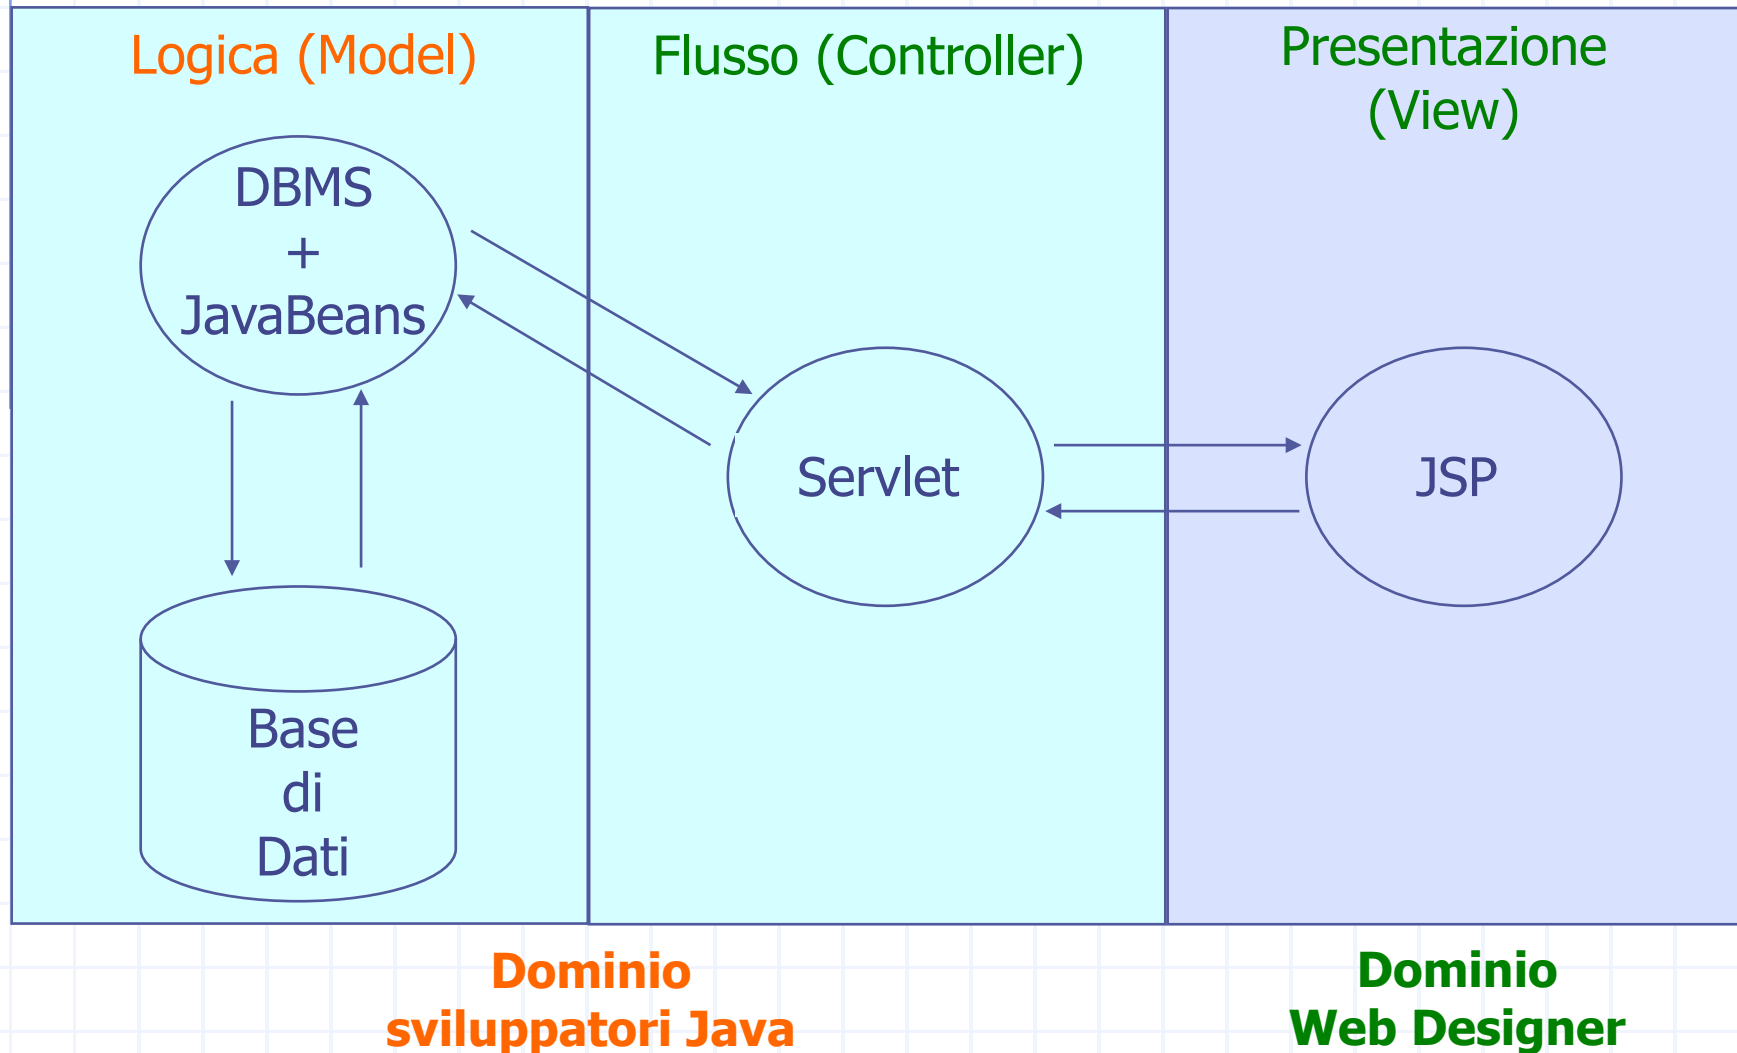 Logica (Model)
DBMS
+
JavaBeans
Base
di
Dati
Flusso (Controller)
Servlet
Presentazione
(View)
JSP
Dominio
sviluppatori Java
Dominio
Web Designer